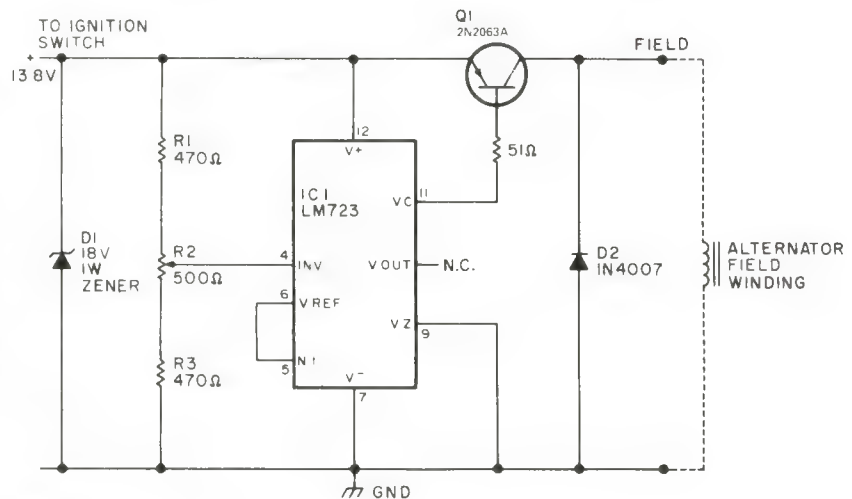 TO IGNITION
SWITCH
+
13.8V
Q1
2N2063A
FIELD
R1
470Ω
12
V+
51Ω
IC1
LM723
VC
11
D1
18V
1W
ZENER
R2
500Ω
4
INV
VOUT
N.C.
D2
1N4007
ALTERNATOR
FIELD
WINDING
6
VREF
VZ
9
R3
470Ω
NI
5
V-
7
GND